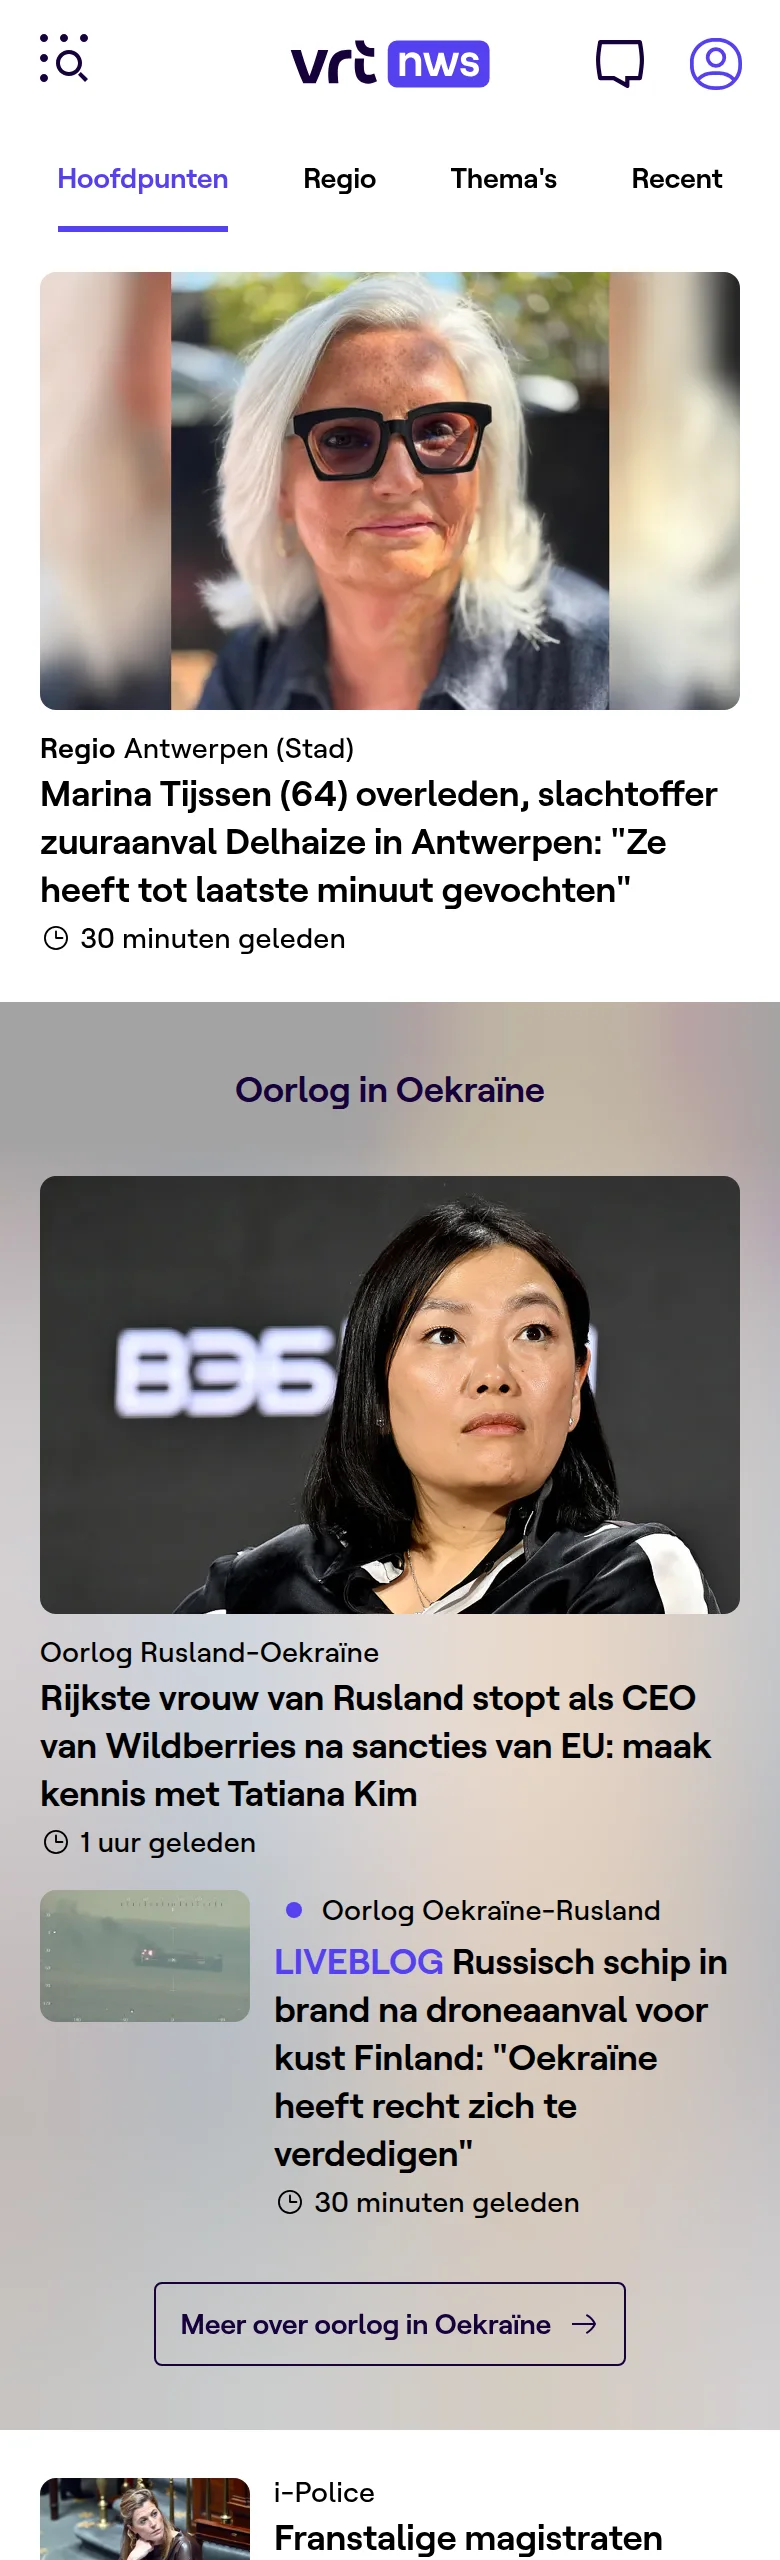 vrt nws
Hoofdpunten Regio Thema's Recent
Regio Antwerpen (Stad)
Marina Tijssen (64) overleden, slachtoffer
zuuraanval Delhaize in Antwerpen: "Ze
heeft tot laatste minuut gevochten"
30 minuten geleden
Oorlog in Oekraïne
ВЭБ
Oorlog Rusland-Oekraïne
Rijkste vrouw van Rusland stopt als CEO
van Wildberries na sancties van EU: maak
kennis met Tatiana Kim
1 uur geleden
Oorlog Oekraïne-Rusland
LIVEBLOG Russisch schip in
brand na droneaanval voor
kust Finland: "Oekraïne
heeft recht zich te
verdedigen"
30 minuten geleden
Meer over oorlog in Oekraïne
i-Police
Franstalige magistraten